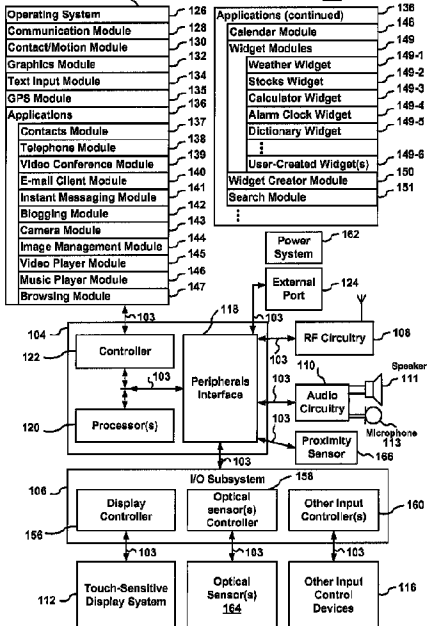 Operating System 126
Communication Module 128
Contact/Motion Module 130
Graphics Module 132
Text Input Module 134
GPS Module 135
Applications 136
Contacts Module 137
Telephone Module 138
Video Conference Module 139
E-mail Client Module 140
Instant Messaging Module 141
Blogging Module 142
Camera Module 143
Image Management Module 144
Video Player Module 145
Music Player Module 146
Browsing Module 147
Applications (continued) 136
Calendar Module 148
Widget Modules 149
Weather Widget 149-1
Stocks Widget 149-2
Calculator Widget 149-3
Alarm Clock Widget 149-4
Dictionary Widget 149-5
User-Created Widget(s) 149-6
Widget Creator Module 150
Search Module 151
Power System 162
External Port 124
103
118
103
104
122
Controller
103
120
Processor(s)
Peripherals Interface
103
RF Circuitry 108
103
110
Audio Circuitry
Speaker 111
Microphone 113
103
Proximity Sensor 166
103
106
I/O Subsystem
156
Display Controller
158
Optical sensor(s) Controller
Other Input Controller(s) 160
103
103
103
112
Touch-Sensitive Display System
Optical Sensor(s) 164
Other Input Control Devices 116